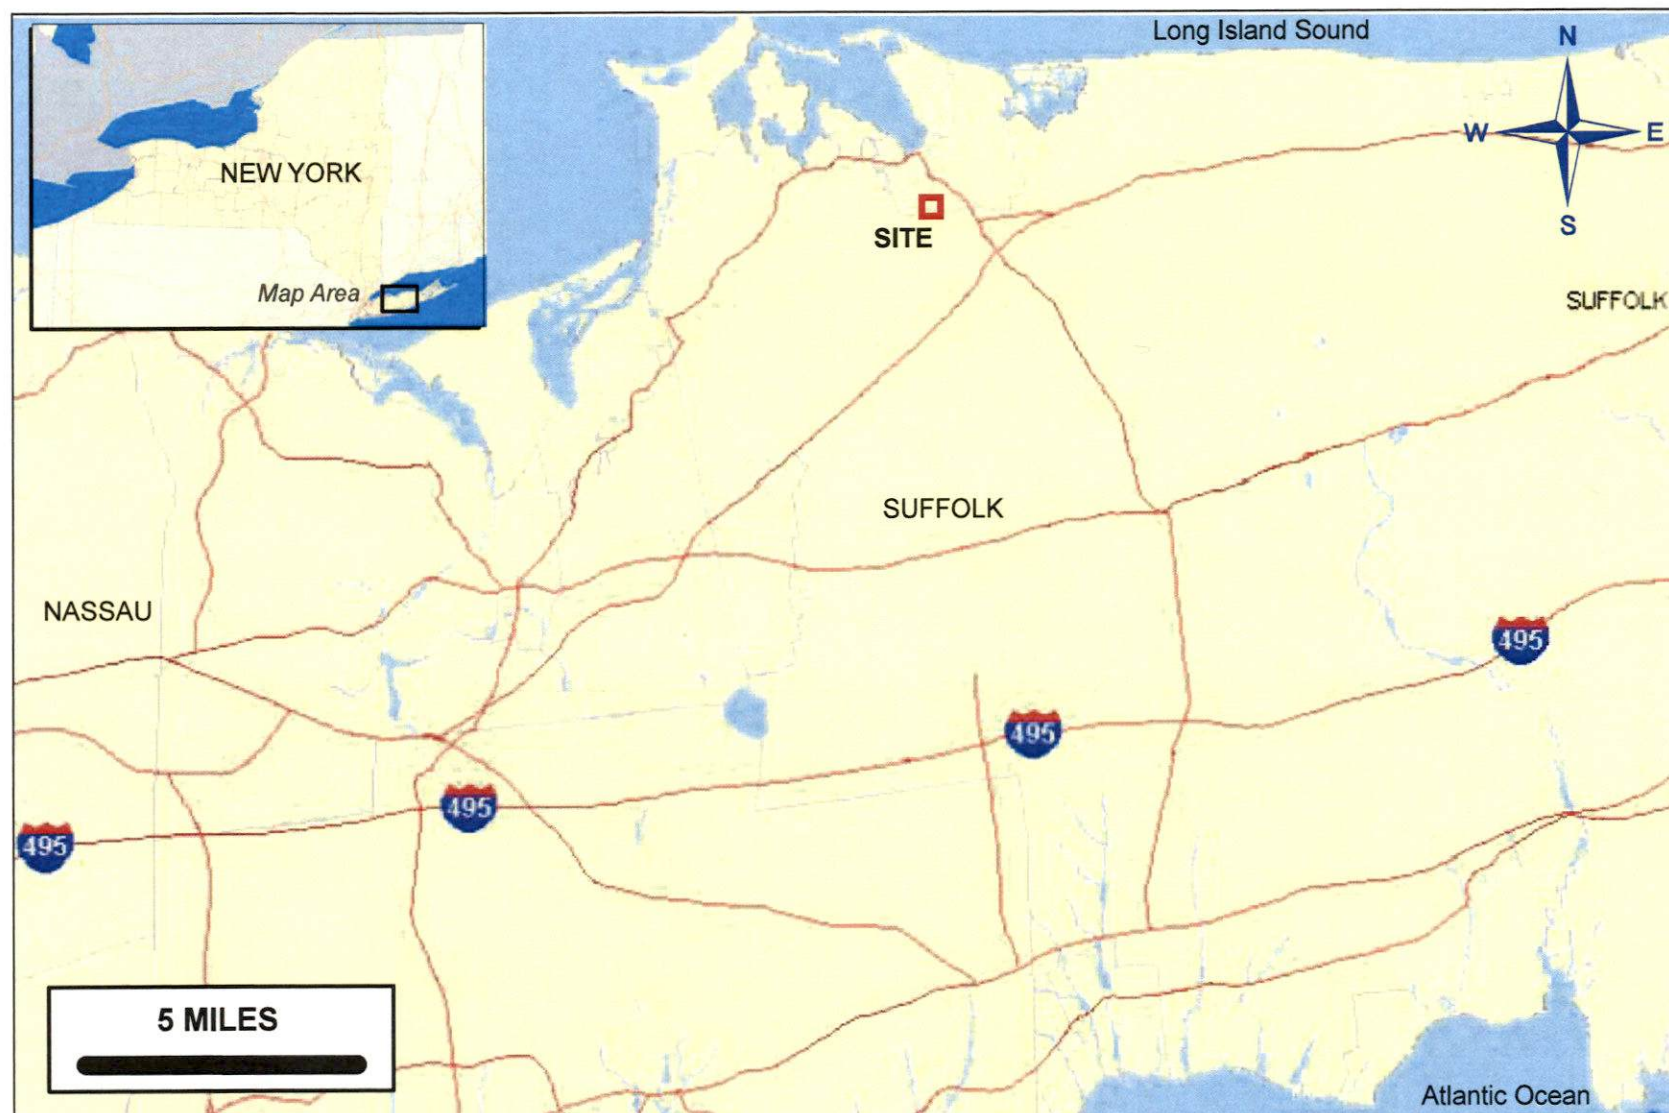 Long Island Sound
N
W E
S
NEW YORK
Map Area
SITE
SUFFOLK
SUFFOLK
NASSAU
495
495
495
495
5 MILES
Atlantic Ocean